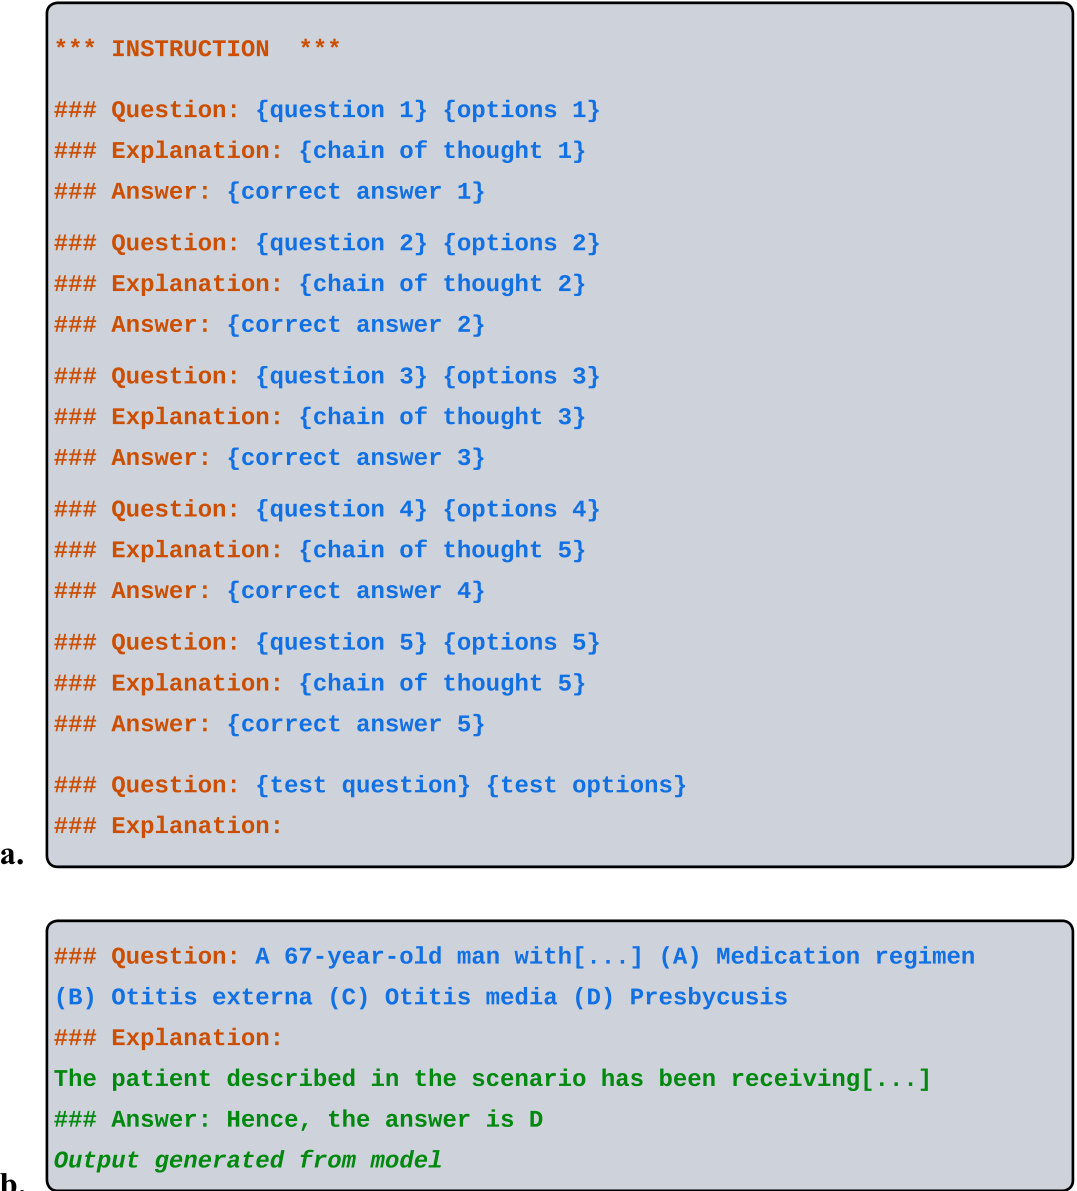 *** INSTRUCTION  ***
### Question: {question 1} {options 1}
### Explanation: {chain of thought 1}
### Answer: {correct answer 1}
### Question: {question 2} {options 2}
### Explanation: {chain of thought 2}
### Answer: {correct answer 2}
### Question: {question 3} {options 3}
### Explanation: {chain of thought 3}
### Answer: {correct answer 3}
### Question: {question 4} {options 4}
### Explanation: {chain of thought 5}
### Answer: {correct answer 4}
### Question: {question 5} {options 5}
### Explanation: {chain of thought 5}
### Answer: {correct answer 5}
### Question: {test question} {test options}
### Explanation:
a.
### Question: A 67-year-old man with[...] (A) Medication regimen
(B) Otitis externa (C) Otitis media (D) Presbycusis
### Explanation:
The patient described in the scenario has been receiving[...]
### Answer: Hence, the answer is D
Output generated from model
b.